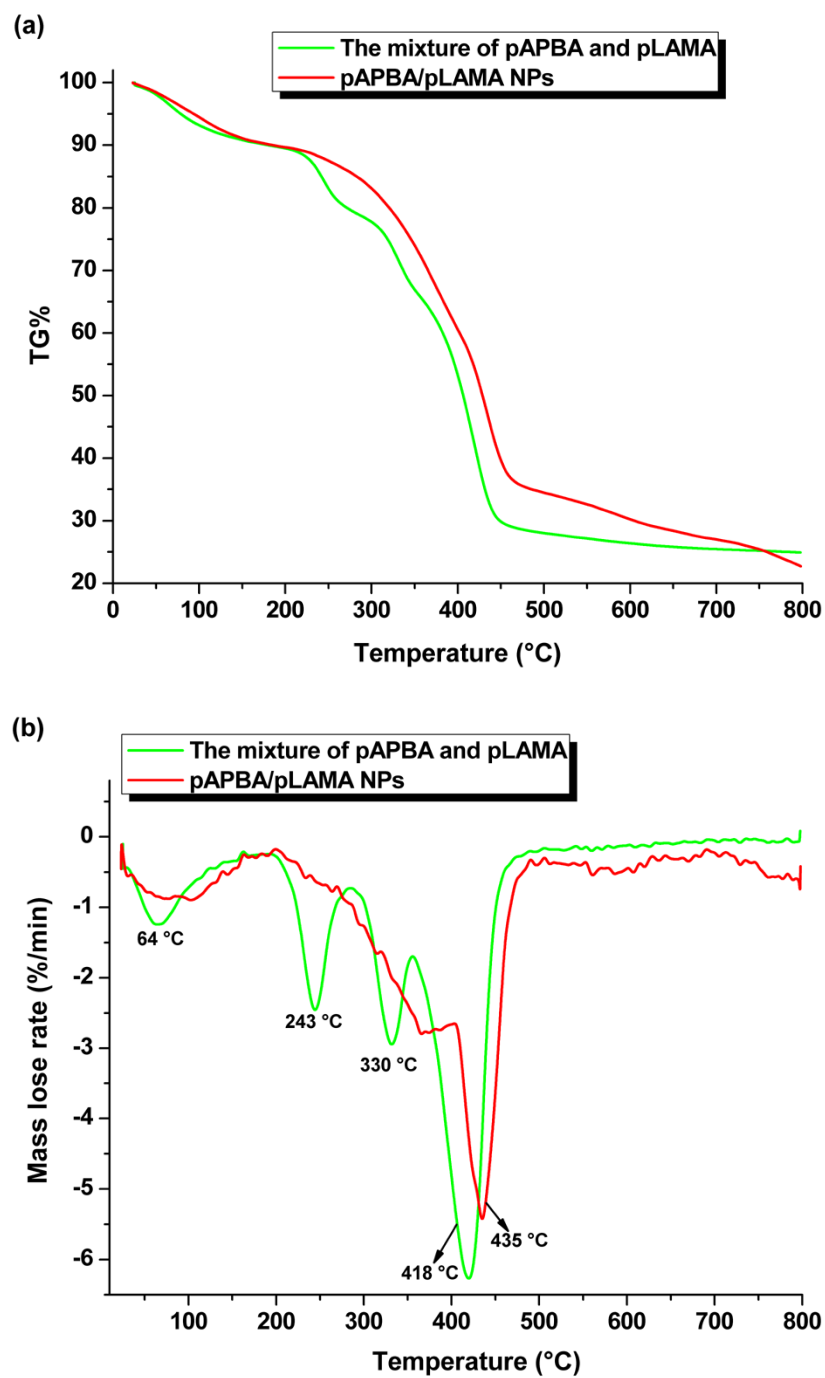 (a)
The mixture of pAPBA and pLAMA
pAPBA/pLAMA NPs
100
90
80
70
60
50
40
30
20
TG%
0 100 200 300 400 500 600 700 800
Temperature (°C)
(b)
The mixture of pAPBA and pLAMA
pAPBA/pLAMA NPs
0
-1
-2
-3
-4
-5
-6
Mass lose rate (%/min)
64 °C
243 °C
330 °C
418 °C
435 °C
100 200 300 400 500 600 700 800
Temperature (°C)